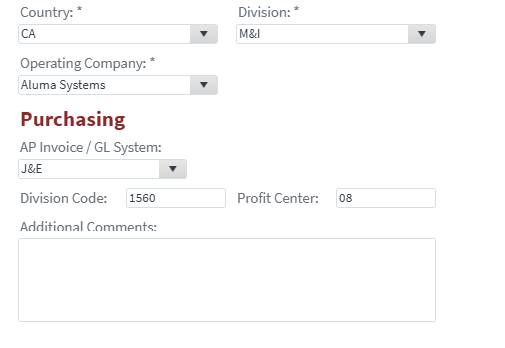 Country: * Division: *
CA M&I
Operating Company: *
Aluma Systems
Purchasing
AP Invoice / GL System:
J&E
Division Code: 1560 Profit Center: 08
Additional Comments: